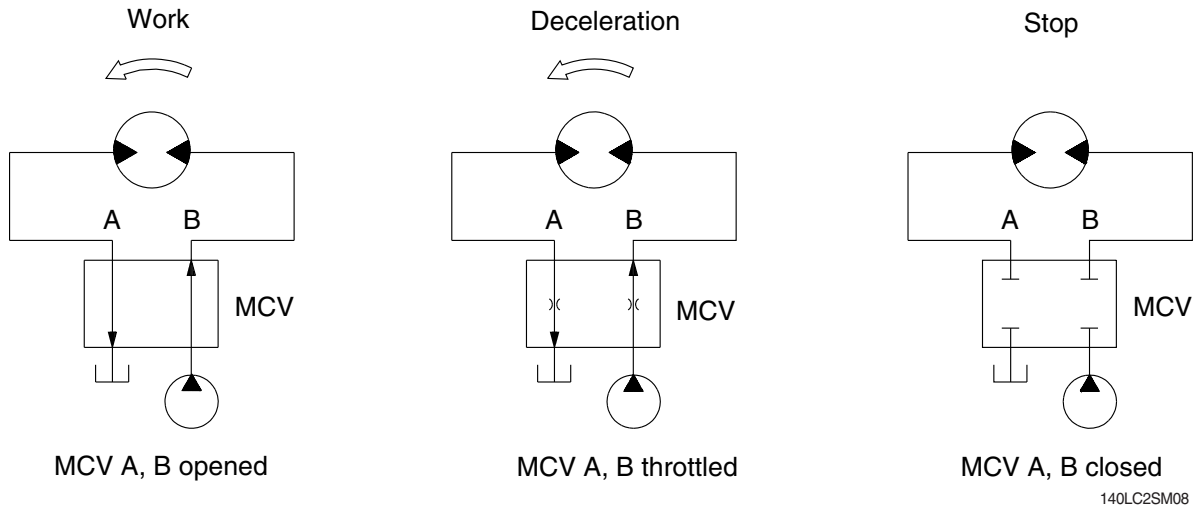 Work
Deceleration
Stop
A B
A B
A B
MCV
MCV
MCV
MCV A, B opened
MCV A, B throttled
MCV A, B closed
140LC2SM08